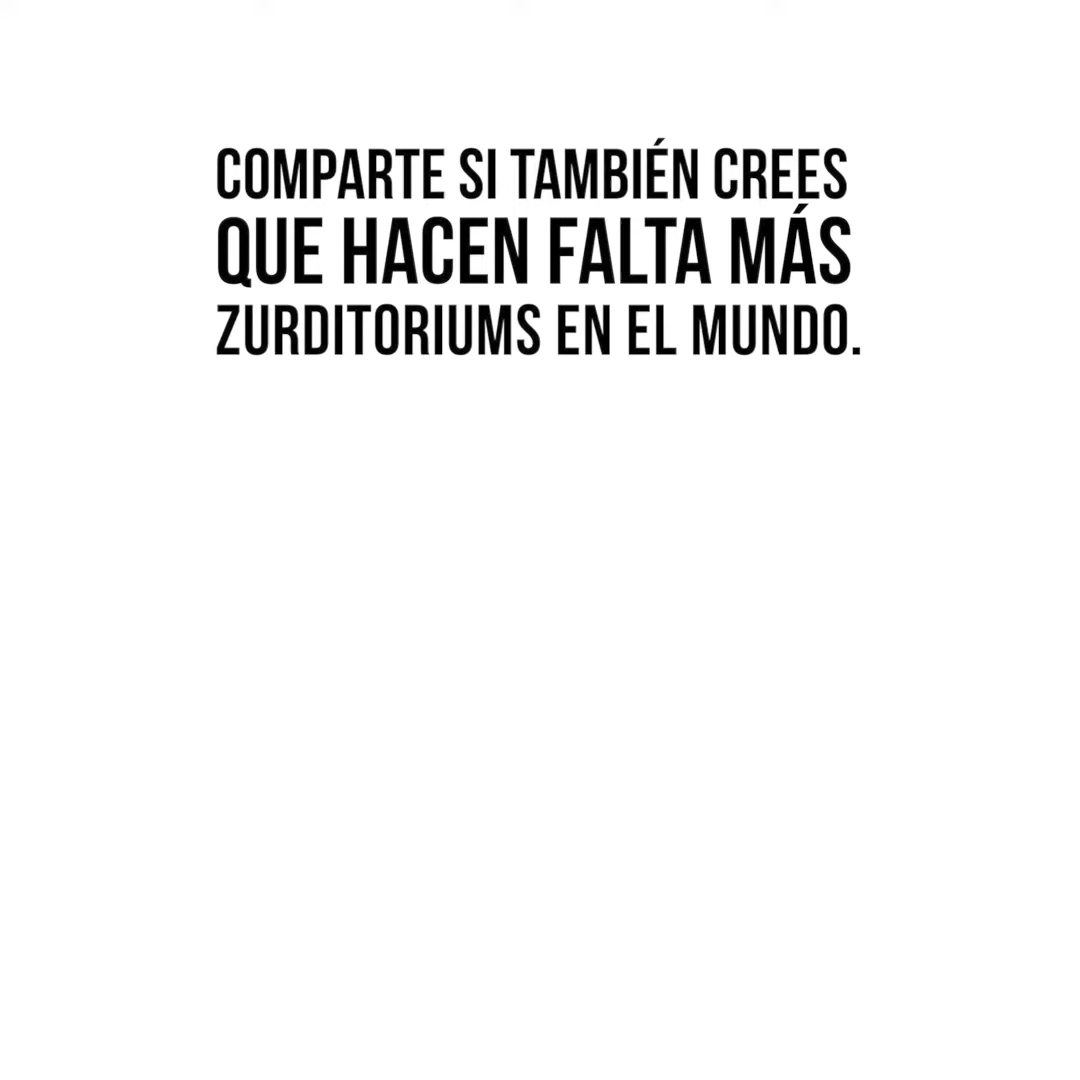 COMPARTE SI TAMBIÉN CREES
QUE HACEN FALTA MÁS
ZURDITORIUMS EN EL MUNDO.